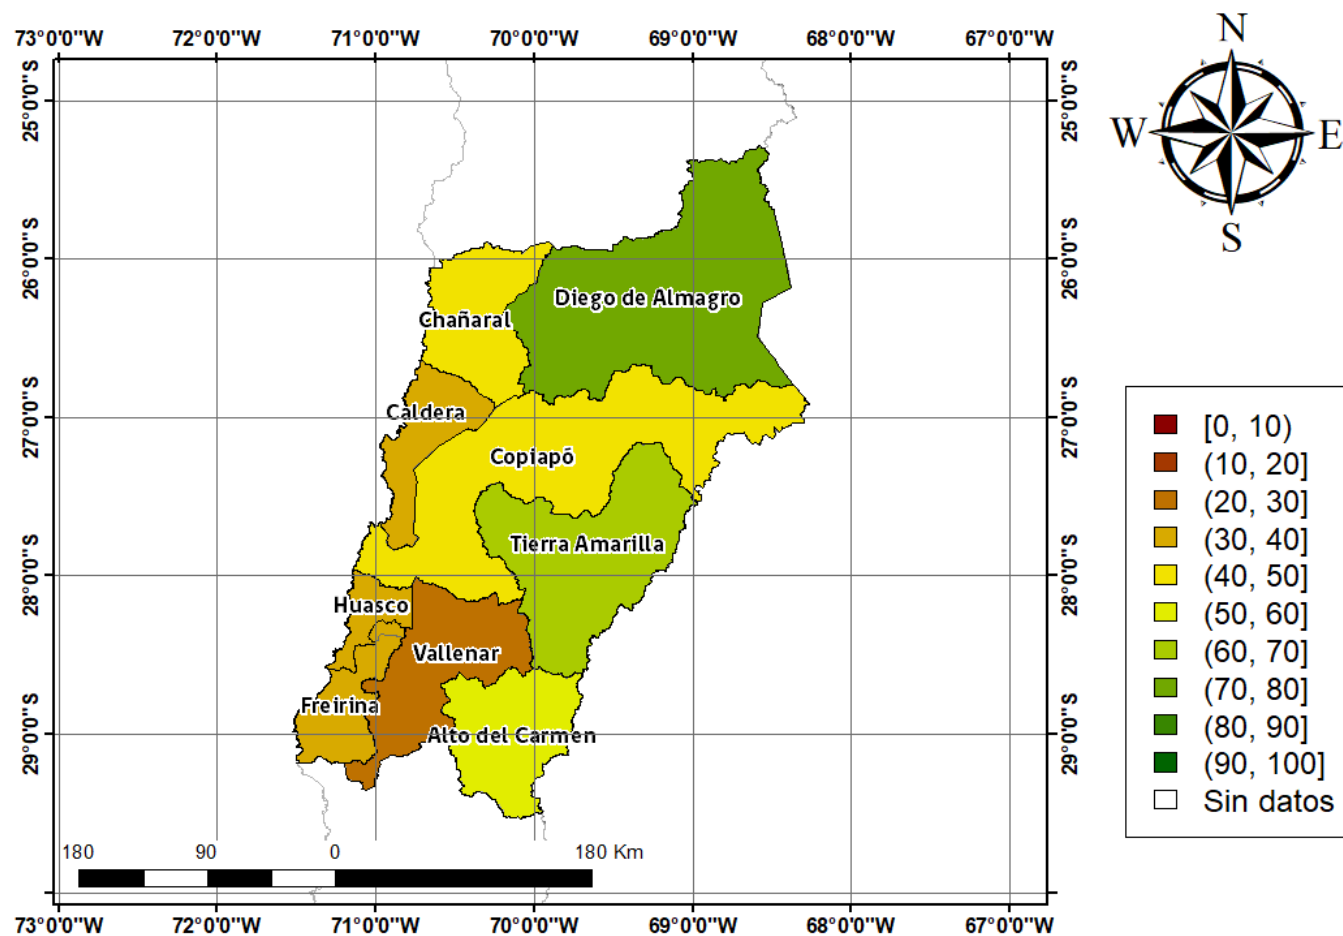 73°0'0"W 72°0'0"W 71°0'0"W 70°0'0"W 69°0'0"W 68°0'0"W 67°0'0"W
N
W E
S
25°0'0"S 25°0'0"S
26°0'0"S 26°0'0"S
27°0'0"S 27°0'0"S
28°0'0"S 28°0'0"S
29°0'0"S 29°0'0"S
Diego de Almagro
Chañaral
Caldera
Copiapó
Tierra Amarilla
Huasco
Vallenar
Freirina
Alto del Carmen
180 90 0 180 Km
73°0'0"W 72°0'0"W 71°0'0"W 70°0'0"W 69°0'0"W 68°0'0"W 67°0'0"W
[0, 10)
(10, 20]
(20, 30]
(30, 40]
(40, 50]
(50, 60]
(60, 70]
(70, 80]
(80, 90]
(90, 100]
Sin datos